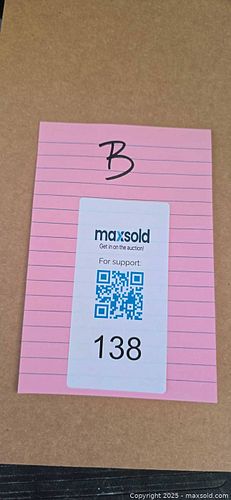 B
maxsold
Get in on the auction!
For support:
138
Copyright 2025 - maxsold.com